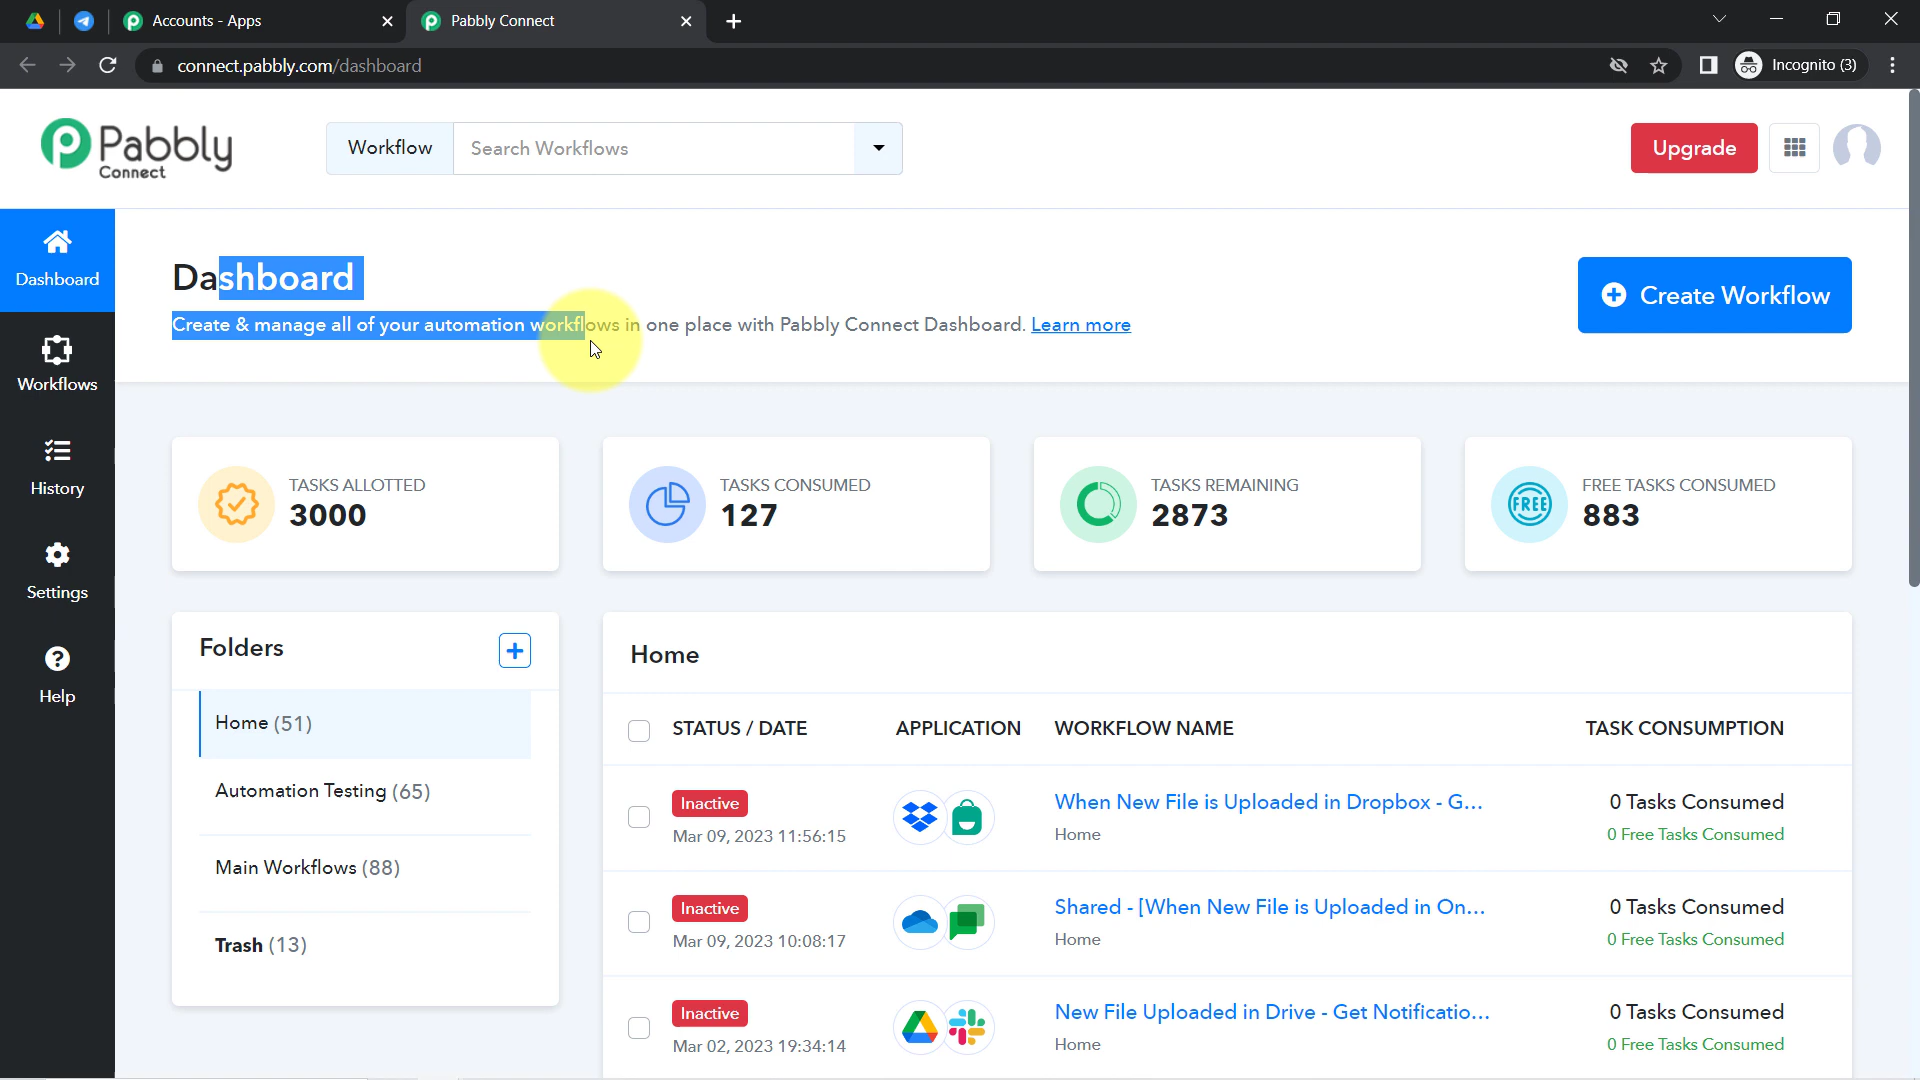 Accounts - Apps
Pabbly Connect
connect.pabbly.com/dashboard
Incognito (3)
Pabbly
Connect
Workflow
Search Workflows
Upgrade
Dashboard
Workflows
History
Settings
Help
Dashboard
Create & manage all of your automation workflows in one place with Pabbly Connect Dashboard. Learn more
Create Workflow
TASKS ALLOTTED
3000
TASKS CONSUMED
127
TASKS REMAINING
2873
FREE
FREE TASKS CONSUMED
883
Folders
Home (51)
Automation Testing (65)
Main Workflows (88)
Trash (13)
Home
STATUS / DATE APPLICATION WORKFLOW NAME TASK CONSUMPTION
Inactive
Mar 09, 2023 11:56:15
When New File is Uploaded in Dropbox - G...
Home
0 Tasks Consumed
0 Free Tasks Consumed
Inactive
Mar 09, 2023 10:08:17
Shared - [When New File is Uploaded in On...
Home
0 Tasks Consumed
0 Free Tasks Consumed
Inactive
Mar 02, 2023 19:34:14
New File Uploaded in Drive - Get Notificatio...
Home
0 Tasks Consumed
0 Free Tasks Consumed